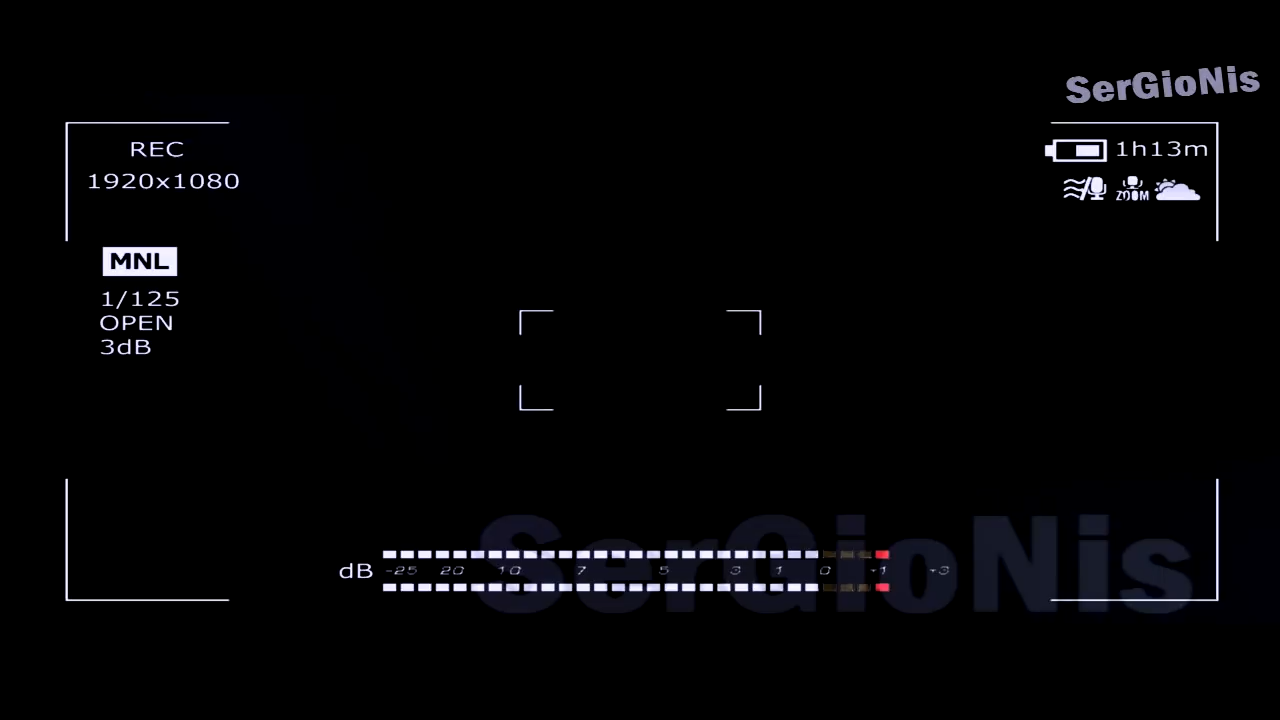 SerGioNis
REC
1h13m
1920x1080
ZOOM
MNL
1/125
OPEN
3dB
SerGioNis
dB -25 20 10 7 5 3 1 0 +1 +3